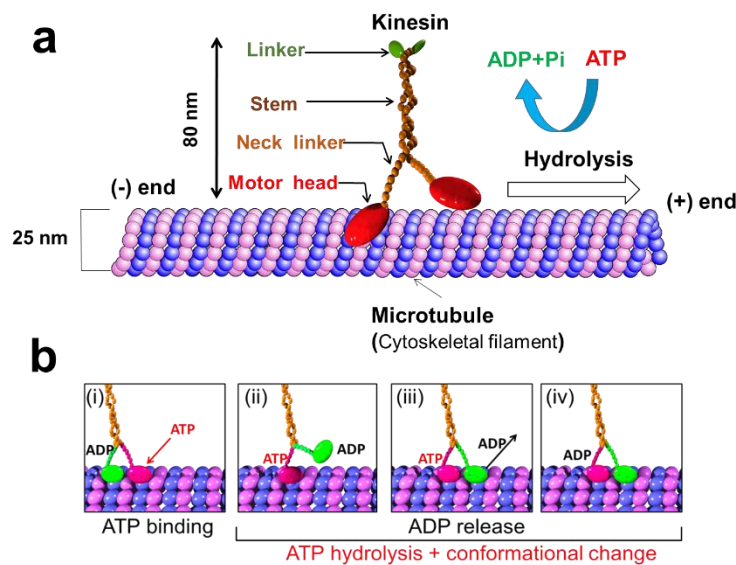 a
Kinesin
Linker
ADP+Pi ATP
80 nm
Stem
Neck linker
Hydrolysis
(-) end
Motor head
(+) end
25 nm
Microtubule
(Cytoskeletal filament)
b
(i)
ATP
ADP
(ii)
ADP
ATP
(iii)
ADP
ATP
(iv)
ADP
ATP binding
ADP release
ATP hydrolysis + conformational change